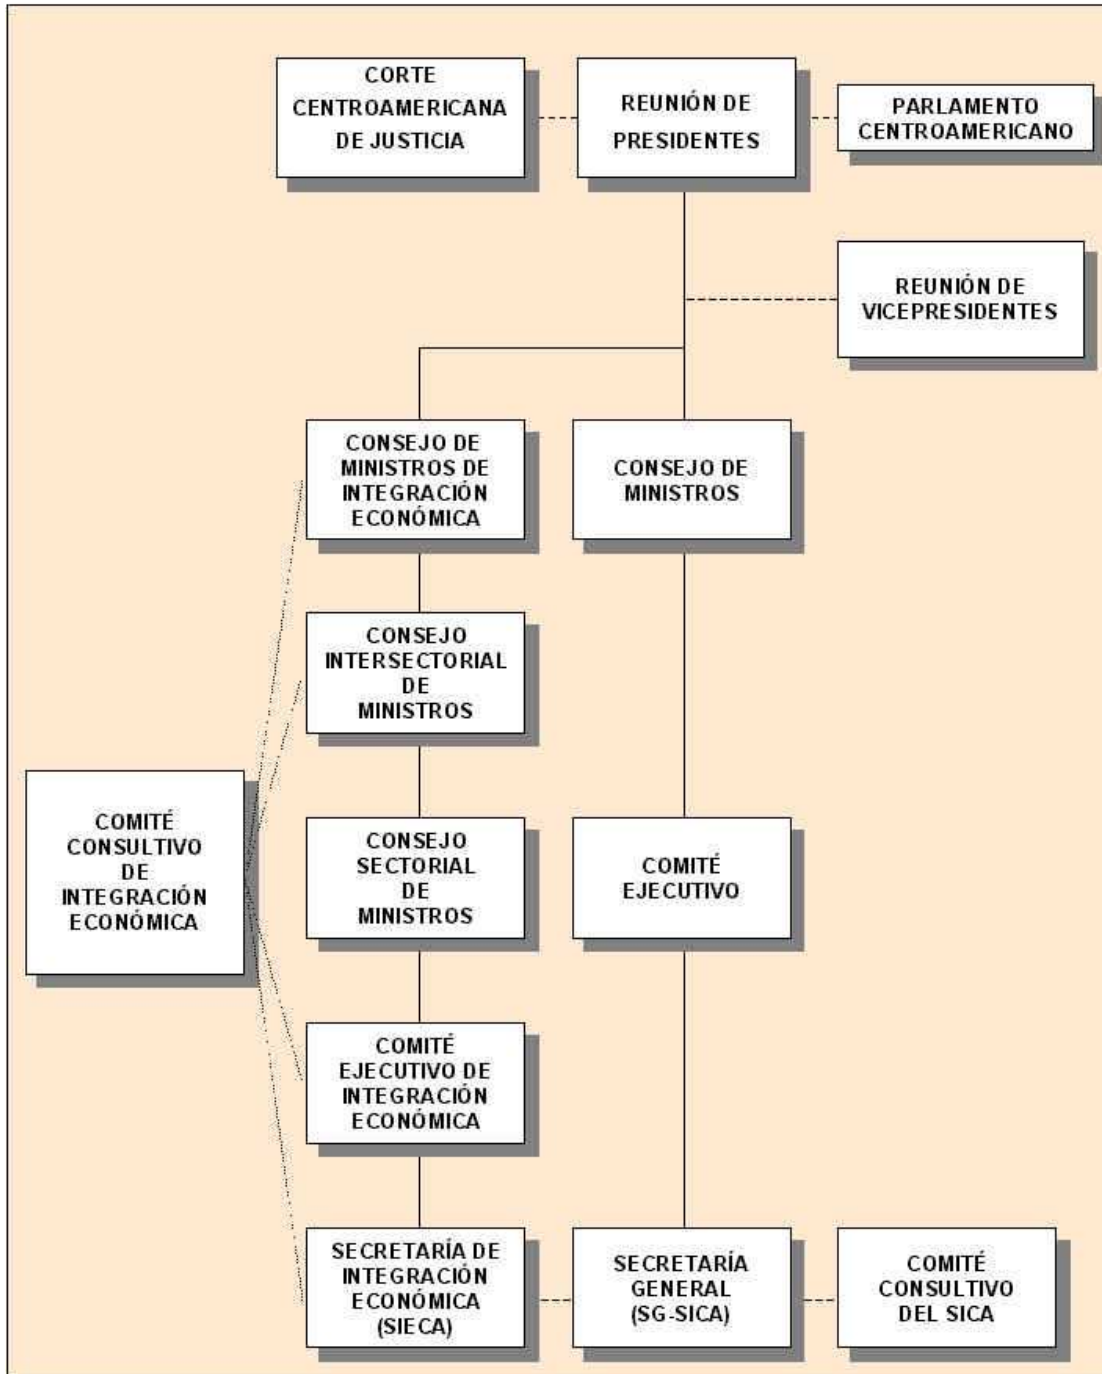 CORTE
CENTROAMERICANA
DE JUSTICIA
REUNIÓN DE
PRESIDENTES
PARLAMENTO
CENTROAMERICANO
REUNIÓN DE
VICEPRESIDENTES
CONSEJO DE
MINISTROS DE
INTEGRACIÓN
ECONÓMICA
CONSEJO DE
MINISTROS
CONSEJO
INTERSECTORIAL
DE
MINISTROS
COMITÉ
CONSULTIVO
DE
INTEGRACIÓN
ECONÓMICA
CONSEJO
SECTORIAL
DE
MINISTROS
COMITÉ
EJECUTIVO
COMITÉ
EJECUTIVO DE
INTEGRACIÓN
ECONÓMICA
SECRETARÍA DE
INTEGRACIÓN
ECONÓMICA
(SIECA)
SECRETARÍA
GENERAL
(SG-SICA)
COMITÉ
CONSULTIVO
DEL SICA